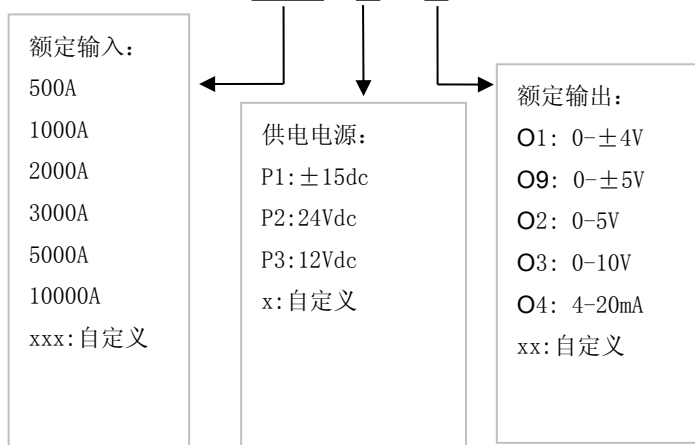 额定输入：
500A
1000A
2000A
3000A
5000A
10000A
xxx:自定义
供电电源：
P1:±15dc
P2:24Vdc
P3:12Vdc
x:自定义
额定输出：
O1: 0-±4V
O9: 0-±5V
O2: 0-5V
O3: 0-10V
O4: 4-20mA
xx:自定义